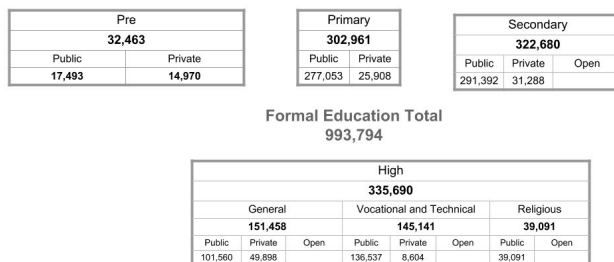 Pre
32,463
Public Private
17,493 14,970
Primary
302,961
Public Private
277,053 25,908
Secondary
322,680
Public Private Open
291,392 31,288
Formal Education Total
993,794
High
335,690
General Vocational and Technical Religious
151,458 145,141 39,091
Public Private Open Public Private Open Public Open
101,560 49,898 136,537 8,604 39,091